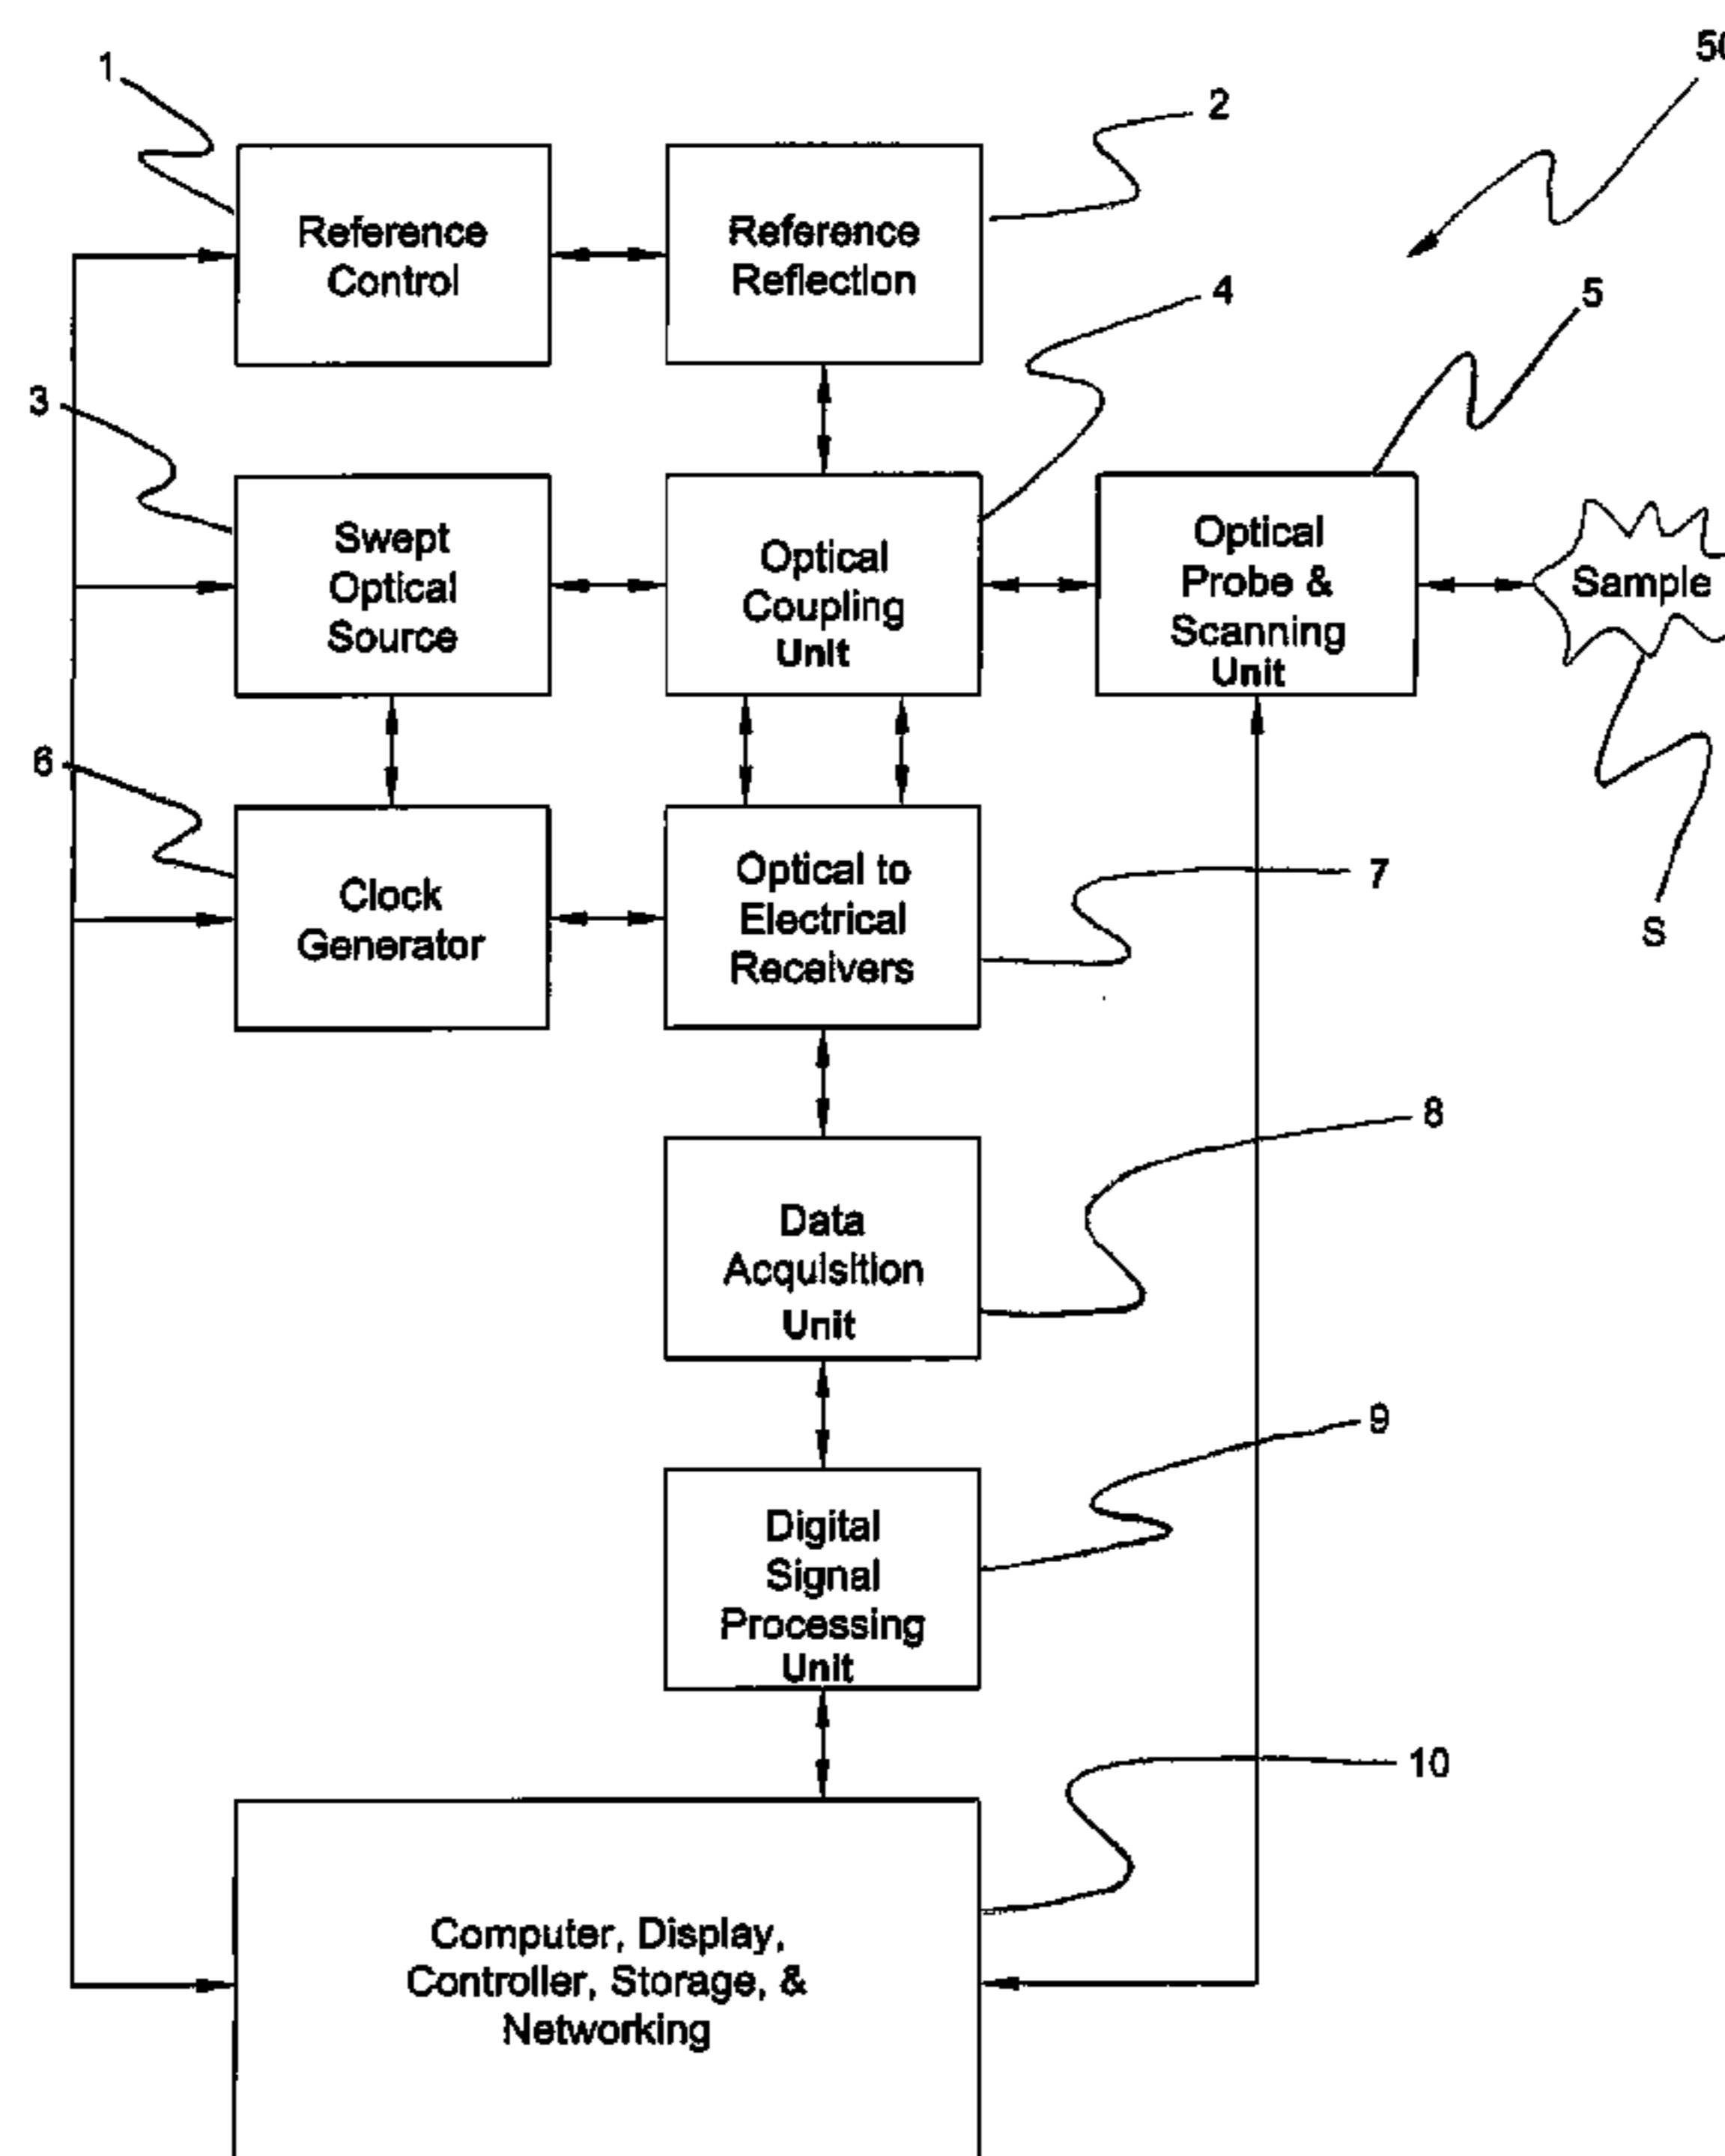 1
2
50
Reference
Control
Reference
Reflection
3
4
5
Swept
Optical
Source
Optical
Coupling
Unit
Optical
Probe &
Scanning
Unit
Sample
6
7
S
Clock
Generator
Optical to
Electrical
Receivers
8
Data
Acquisition
Unit
9
Digital
Signal
Processing
Unit
10
Computer, Display,
Controller, Storage, &
Networking